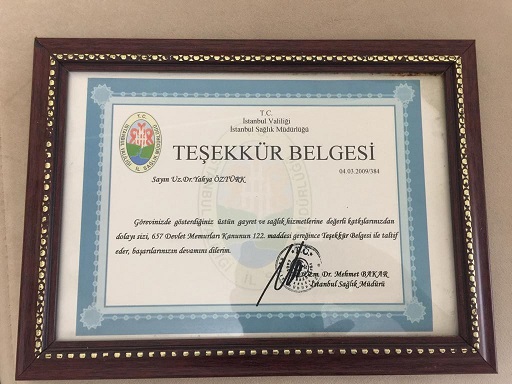 T.C.
İstanbul Valiliği
İstanbul Sağlık Müdürlüğü
TEŞEKKÜR BELGESİ
04.03.2009/384
Sayın Uz.Dr.Yahya ÖZTÜRK
Görevinizde gösterdiğiniz üstün gayret ve sağlık hizmetlerine değerli katkılarınızdan
dolayı sizi, 657 Devlet Memurları Kanunun 122. maddesi gereğince Teşekkür Belgesi ile taltif
eder, başarılarınızın devamını dilerim.
Dr. Mehmet BAKAR
İstanbul Sağlık Müdürü